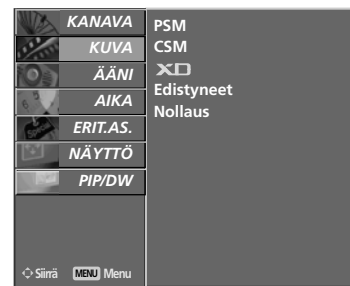 KANAVA
KUVA
ÄÄNI
AIKA
ERIT.AS.
NÄYTTÖ
PIP/DW
PSM
CSM
XD
Edistyneet
Nollaus
Siirrä MENU Menu